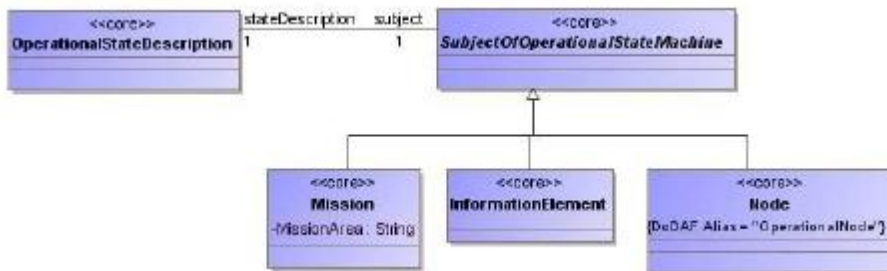 <<core>>
OperationalStateDescription
stateDescription
subject
1
1
<<core>>
SubjectOfOperationalStateMachine
<<core>>
Mission
-MissionArea : String
<<core>>
InformationElement
<<core>>
Node
{DoDAF Alias = "OperationalNode"}